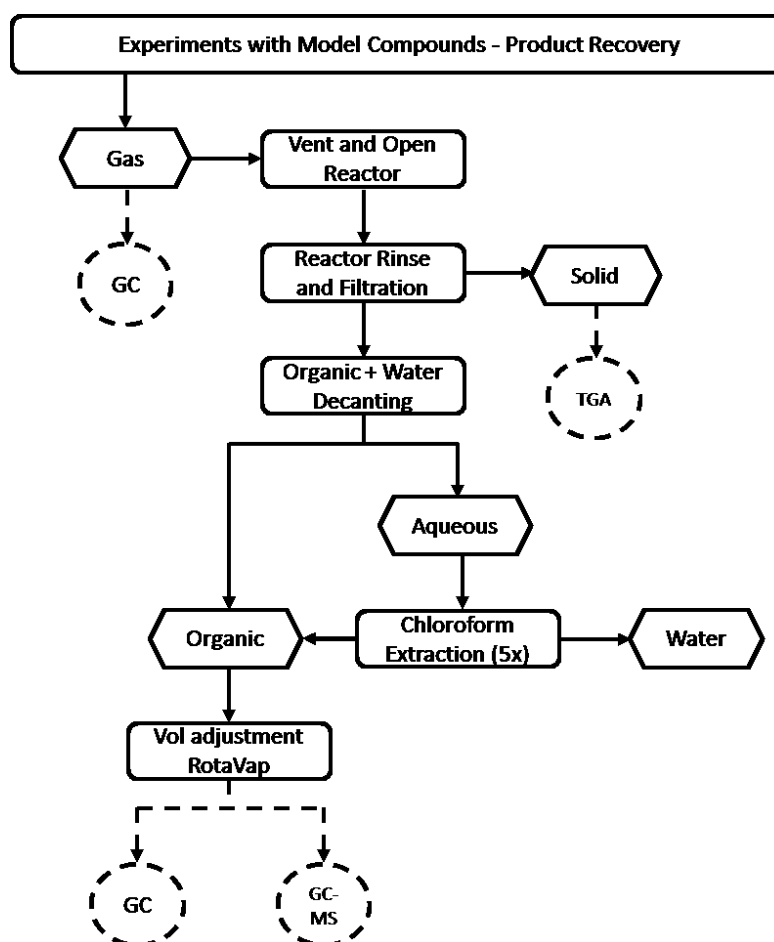 Experiments with Model Compounds - Product Recovery
Gas
Vent and Open
Reactor
GC
Reactor Rinse
and Filtration
Solid
TGA
Organic + Water
Decanting
Aqueous
Organic
Chloroform
Extraction (5x)
Water
Vol adjustment
RotaVap
GC
GC-
MS